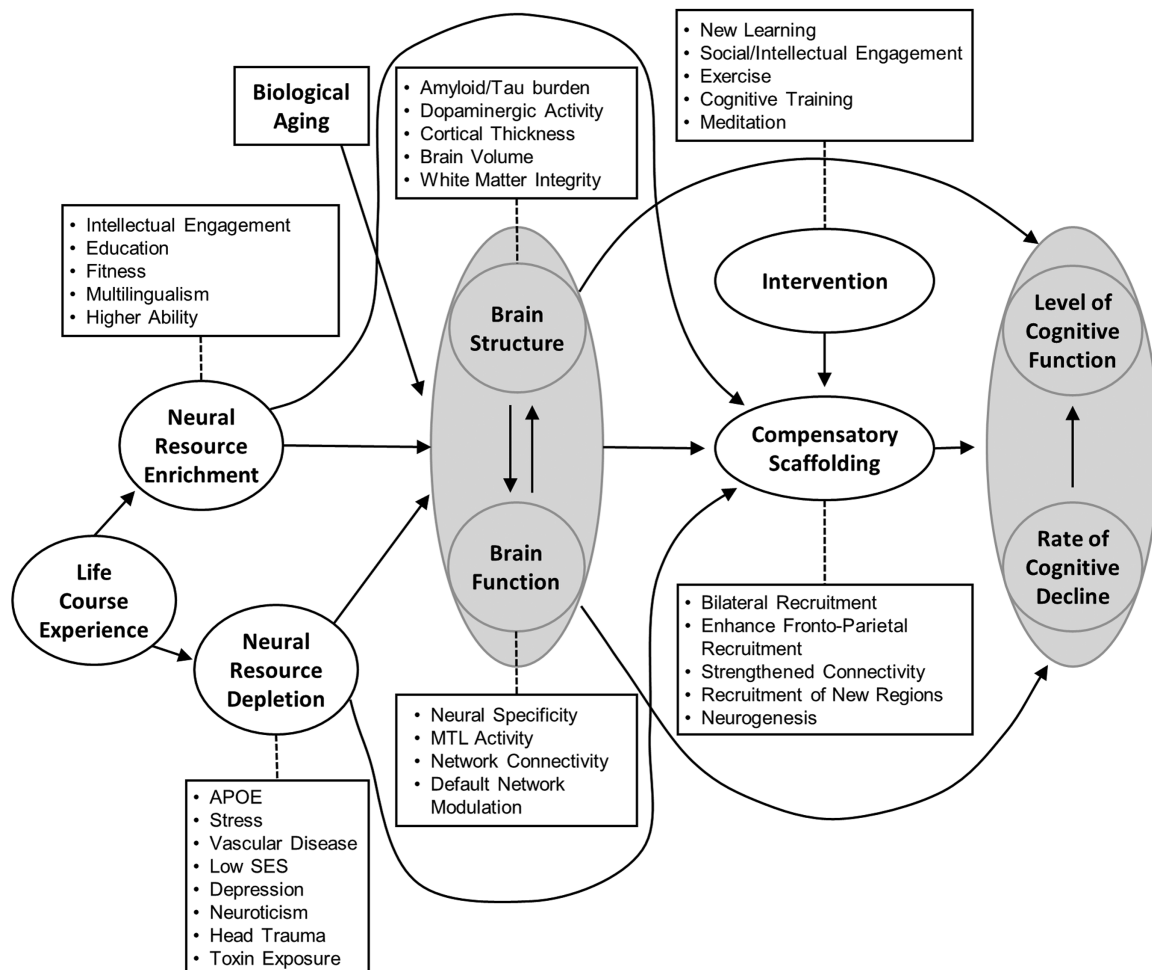 • New Learning
• Social/Intellectual Engagement
• Exercise
• Cognitive Training
• Meditation
Biological
Aging
• Amyloid/Tau burden
• Dopaminergic Activity
• Cortical Thickness
• Brain Volume
• White Matter Integrity
• Intellectual Engagement
• Education
• Fitness
• Multilingualism
• Higher Ability
Brain
Structure
Intervention
Level of
Cognitive
Function
Neural
Resource
Enrichment
Compensatory
Scaffolding
Brain
Function
Rate of
Cognitive
Decline
Life
Course
Experience
Neural
Resource
Depletion
• Bilateral Recruitment
• Enhance Fronto-Parietal
Recruitment
• Strengthened Connectivity
• Recruitment of New Regions
• Neurogenesis
• Neural Specificity
• MTL Activity
• Network Connectivity
• Default Network
Modulation
• APOE
• Stress
• Vascular Disease
• Low SES
• Depression
• Neuroticism
• Head Trauma
• Toxin Exposure